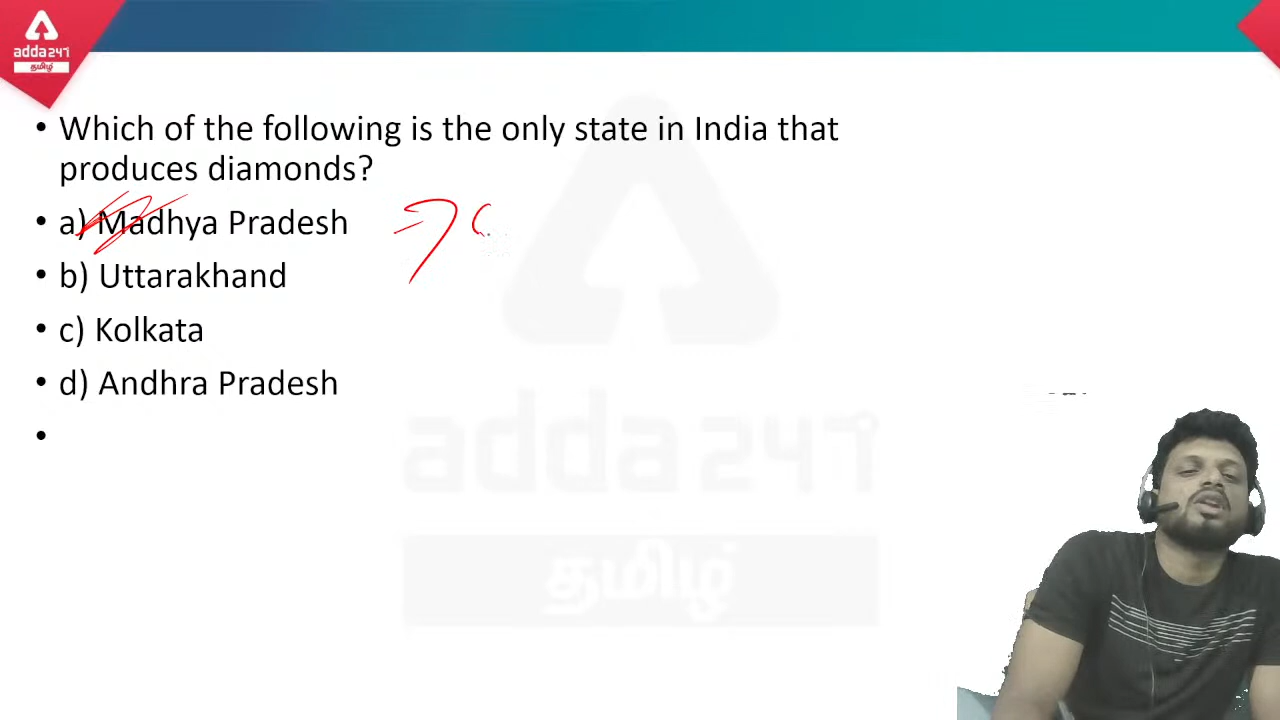 adda247
தமிழ்
• Which of the following is the only state in India that
produces diamonds?
• a) Madhya Pradesh
• b) Uttarakhand
• c) Kolkata
• d) Andhra Pradesh
•
adda247
தமிழ்